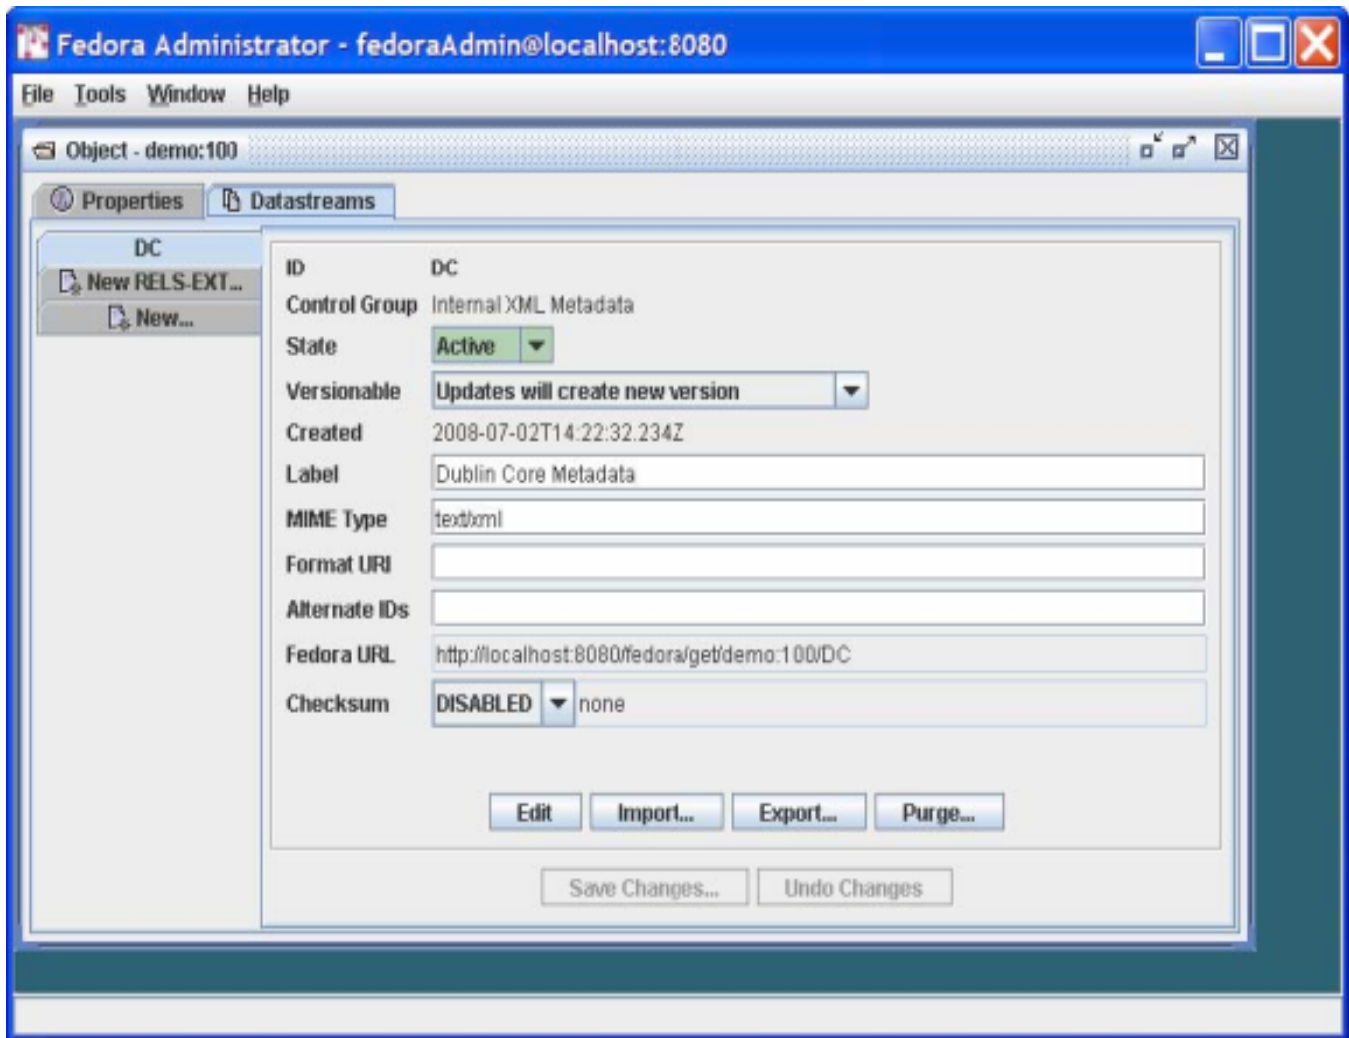 Fedora Administrator - fedoraAdmin@localhost:8080
File Tools Window Help
Object - demo:100
Properties Datastreams
DC
New RELS-EXT...
New...
ID DC
Control Group Internal XML Metadata
State Active
Versionable Updates will create new version
Created 2008-07-02T14:22:32.234Z
Label Dublin Core Metadata
MIME Type text/xml
Format URI
Alternate IDs
Fedora URL http://localhost:8080/fedora/get/demo:100/DC
Checksum DISABLED none
Edit Import... Export... Purge...
Save Changes... Undo Changes